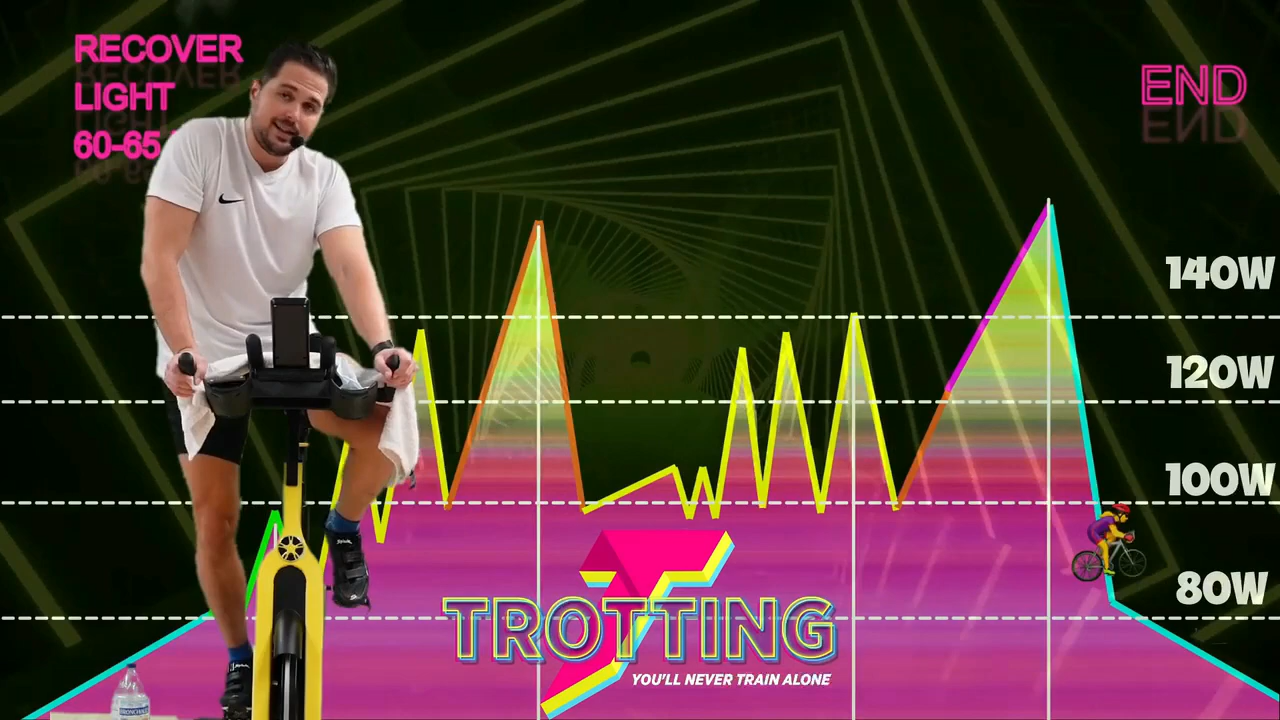 RECOVER
LIGHT
60-65
END
140W
120W
100W
80W
TROTTING
YOU'LL NEVER TRAIN ALONE